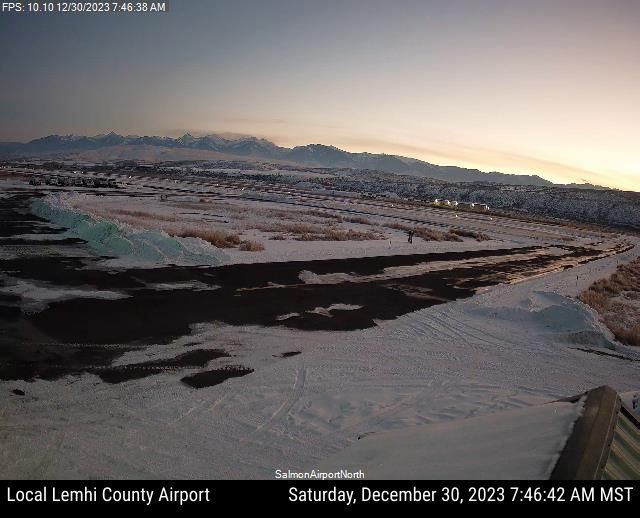 FPS: 10.10 12/30/2023 7:46:38 AM
SalmonAirportNorth
Local Lemhi County Airport Saturday, December 30, 2023 7:46:42 AM MST